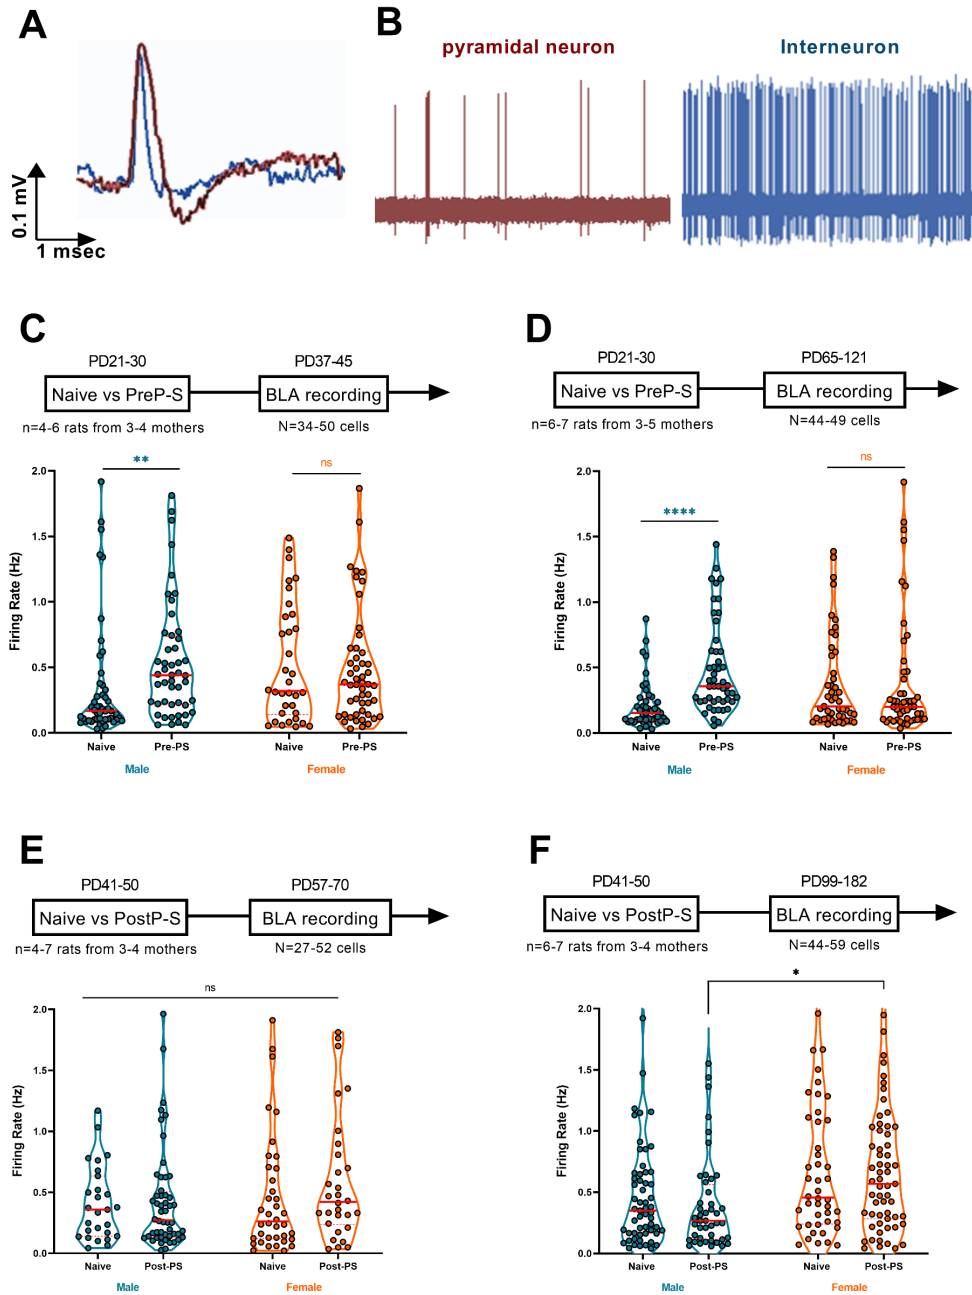 A
B
pyramidal neuron
Interneuron
0.1 mV
1 msec
C
PD21-30
PD37-45
Naive vs PreP-S
BLA recording
n=4-6 rats from 3-4 mothers
N=34-50 cells
**
ns
2.0
1.5
1.0
0.5
0.0
Firing Rate (Hz)
Naive
Pre-PS
Naive
Pre-PS
Male
Female
D
PD21-30
PD65-121
Naive vs PreP-S
BLA recording
n=6-7 rats from 3-5 mothers
N=44-49 cells
****
ns
2.0
1.5
1.0
0.5
0.0
Firing Rate (Hz)
Naive
Pre-PS
Naive
Pre-PS
Male
Female
E
PD41-50
PD57-70
Naive vs PostP-S
BLA recording
n=4-7 rats from 3-4 mothers
N=27-52 cells
ns
2.0
1.5
1.0
0.5
0.0
Firing Rate (Hz)
Naive
Post-PS
Naive
Post-PS
Male
Female
F
PD41-50
PD99-182
Naive vs PostP-S
BLA recording
n=6-7 rats from 3-4 mothers
N=44-59 cells
*
2.0
1.5
1.0
0.5
0.0
Firing Rate (Hz)
Naive
Post-PS
Naive
Post-PS
Male
Female